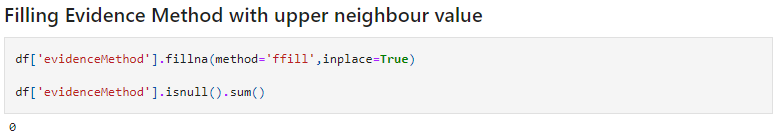 Filling Evidence Method with upper neighbour value
df['evidenceMethod'].fillna(method='ffill',inplace=True)
df['evidenceMethod'].isnull().sum()
0